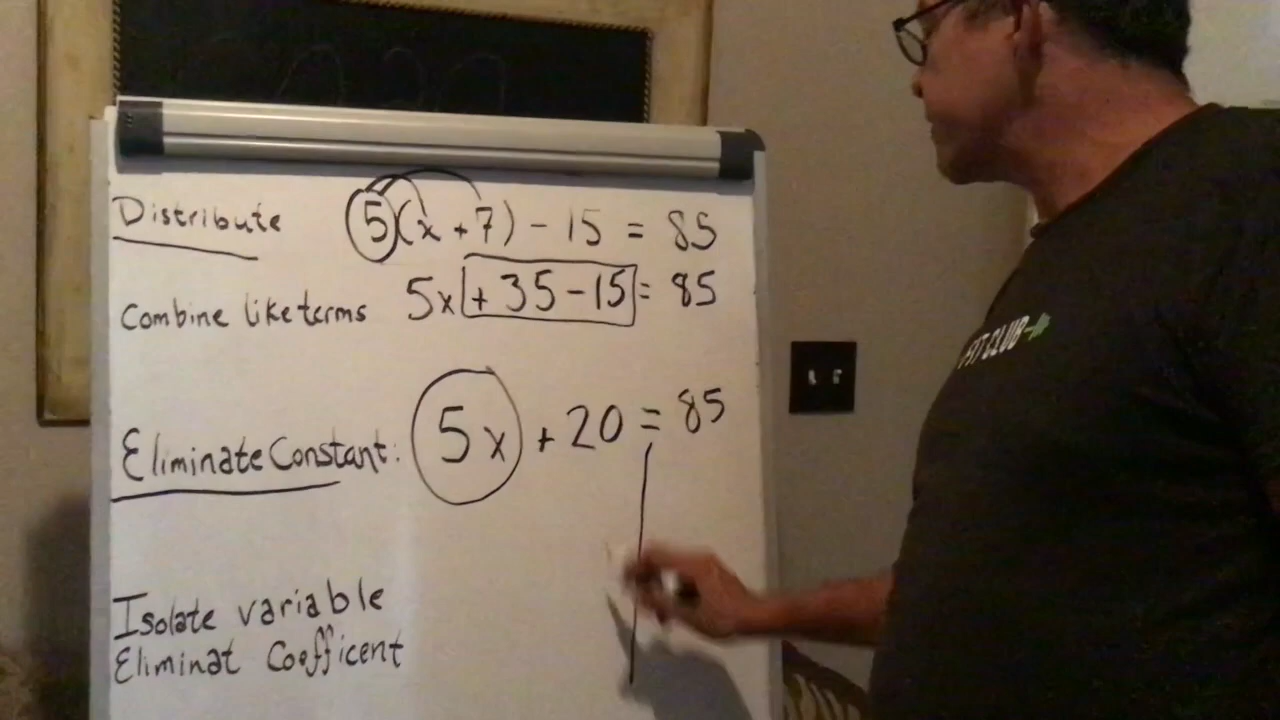 Distribute 5(x + 7) - 15 = 85
Combine like terms 5x + 35 - 15 = 85
Eliminate Constant: 5x + 20 = 85
Isolate variable
Eliminat Coefficent
FIT CLUB